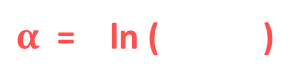 α = ln ( )